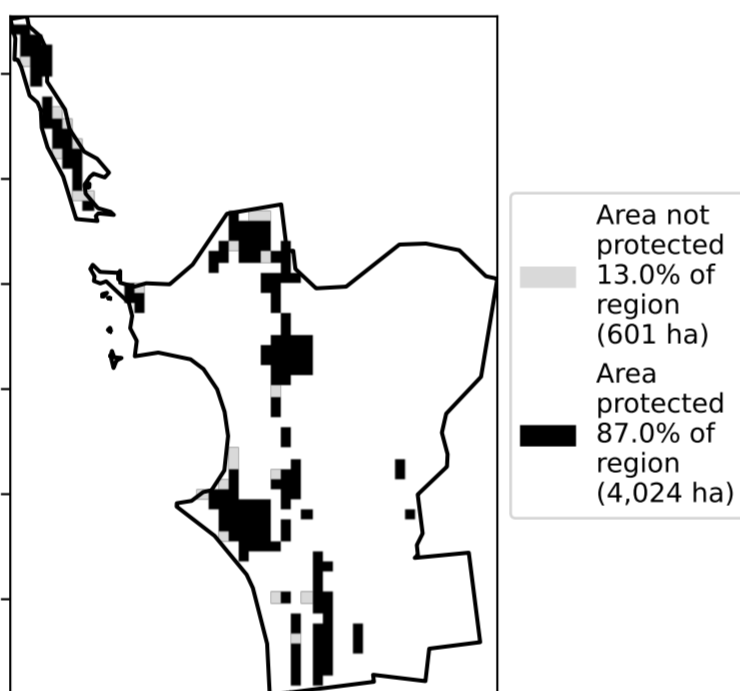 Area not
protected
13.0% of
region
(601 ha)
Area
protected
87.0% of
region
(4,024 ha)